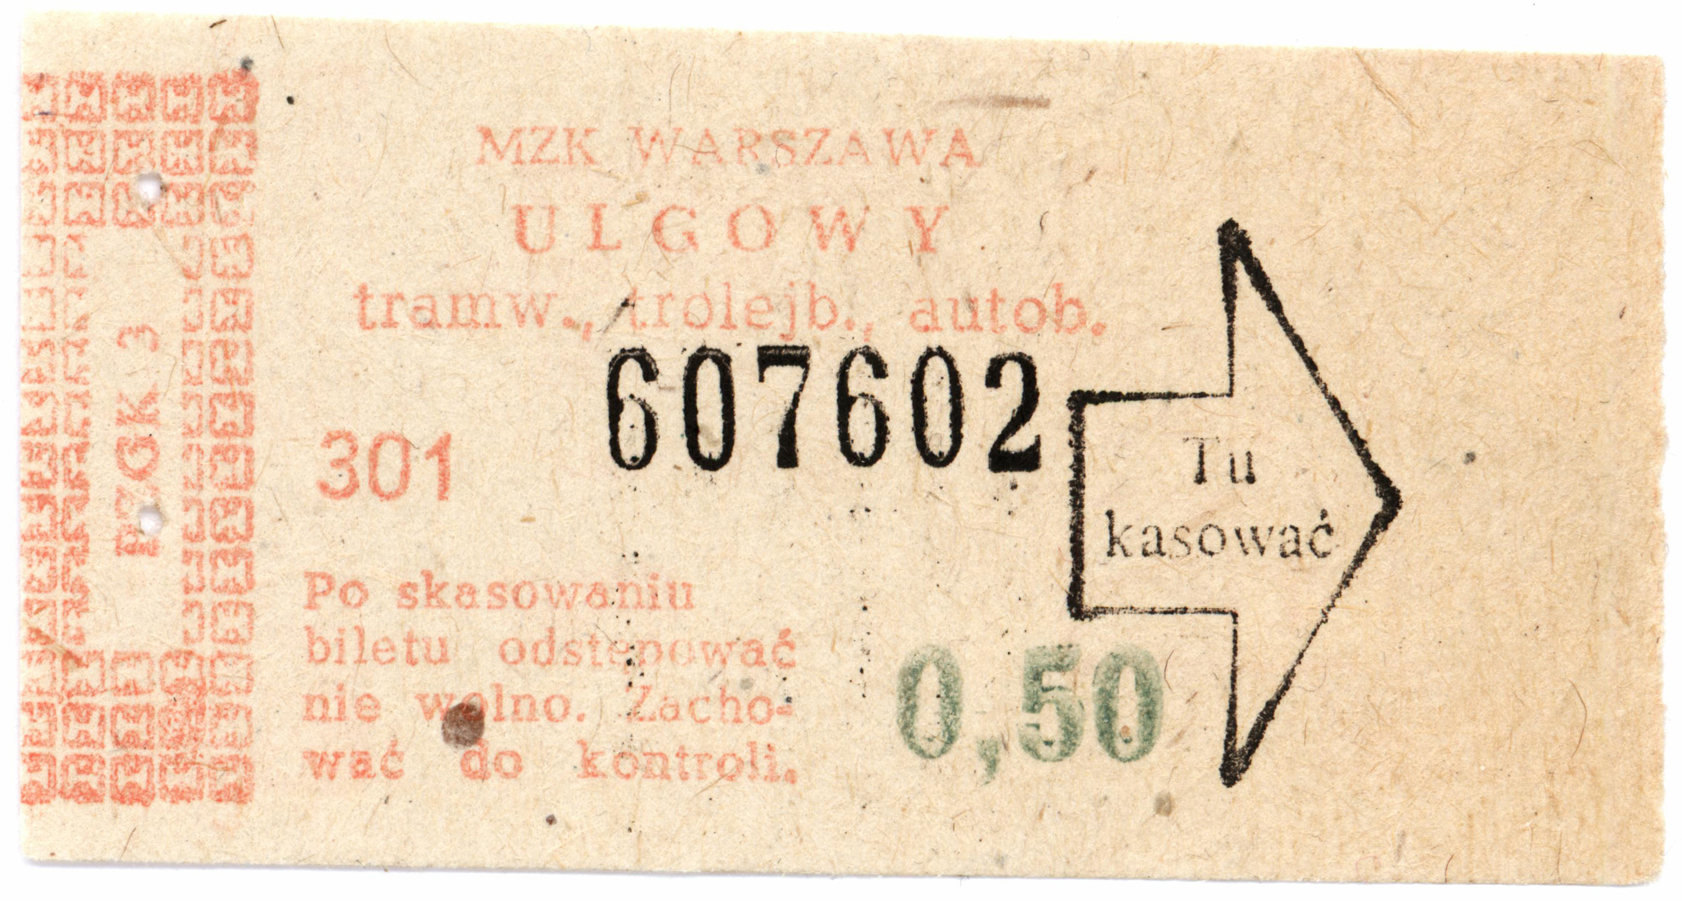 MZK WARSZAWA
ULGOWY
tramw., trolejb., autob.
607602
301
Tu
kasować
Po skasowaniu
biletu odstępować
nie wolno. Zacho-
wać do kontroli.
0,50
PZGK 3